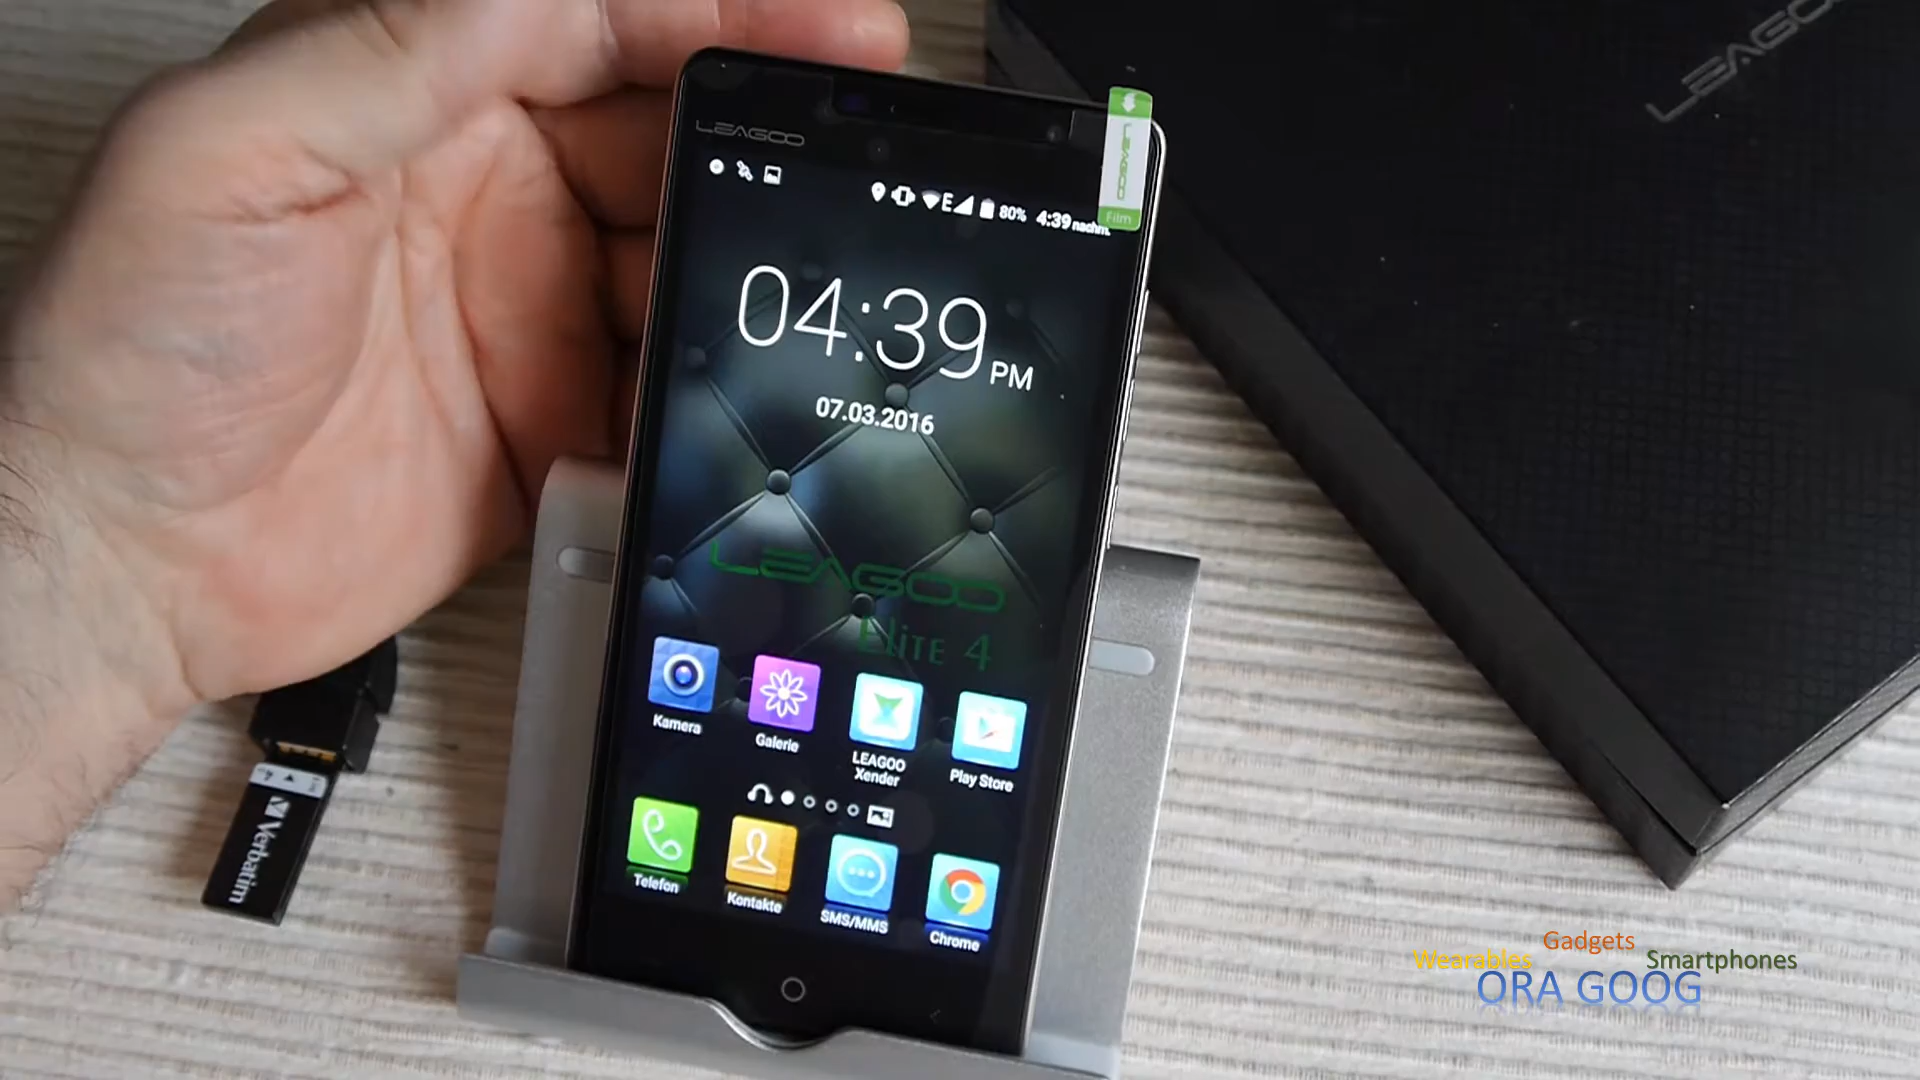 LEAGOO
LEAGOO
LEAGOO
Film
E 80% 4:39 nachm.
04:39 PM
07.03.2016
LEAGOO
Elite 4
Kamera
Galerie
LEAGOO
Xender
Play Store
Telefon
Kontakte
SMS/MMS
Chrome
Verbatim
Gadgets
Wearables
Smartphones
ORA GOOG